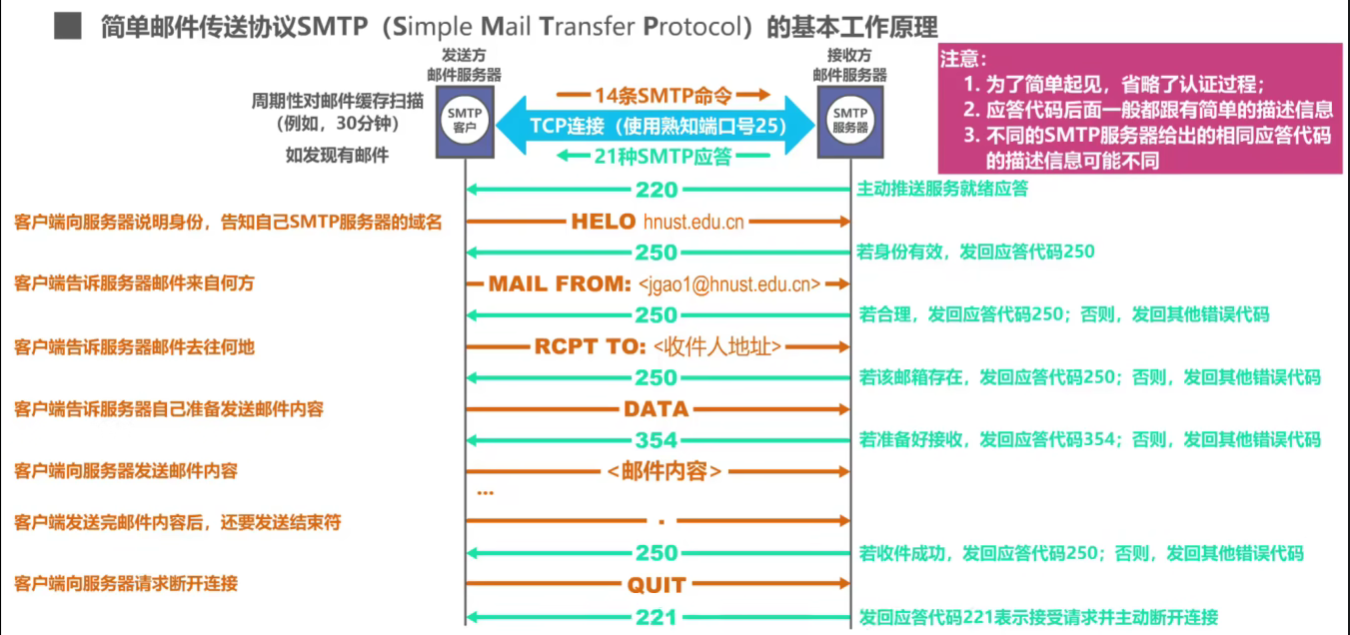 简单邮件传送协议SMTP（Simple Mail Transfer Protocol）的基本工作原理
发送方
邮件服务器
接收方
邮件服务器
注意：
1. 为了简单起见，省略了认证过程；
2. 应答代码后面一般都跟有简单的描述信息
3. 不同的SMTP服务器给出的相同应答代码
的描述信息可能不同
周期性对邮件缓存扫描
（例如，30分钟）
如发现有邮件
SMTP
客户
14条SMTP命令
TCP连接（使用熟知端口号25）
21种SMTP应答
SMTP
服务器
220
主动推送服务就绪应答
客户端向服务器说明身份，告知自己SMTP服务器的域名
HELO hnust.edu.cn
250
若身份有效，发回应答代码250
客户端告诉服务器邮件来自何方
MAIL FROM: <jgao1@hnust.edu.cn>
250
若合理，发回应答代码250；否则，发回其他错误代码
客户端告诉服务器邮件去往何地
RCPT TO: <收件人地址>
250
若该邮箱存在，发回应答代码250；否则，发回其他错误代码
客户端告诉服务器自己准备发送邮件内容
DATA
354
若准备好接收，发回应答代码354；否则，发回其他错误代码
客户端向服务器发送邮件内容
<邮件内容>
...
客户端发送完邮件内容后，还要发送结束符
.
250
若收件成功，发回应答代码250；否则，发回其他错误代码
客户端向服务器请求断开连接
QUIT
221
发回应答代码221表示接受请求并主动断开连接